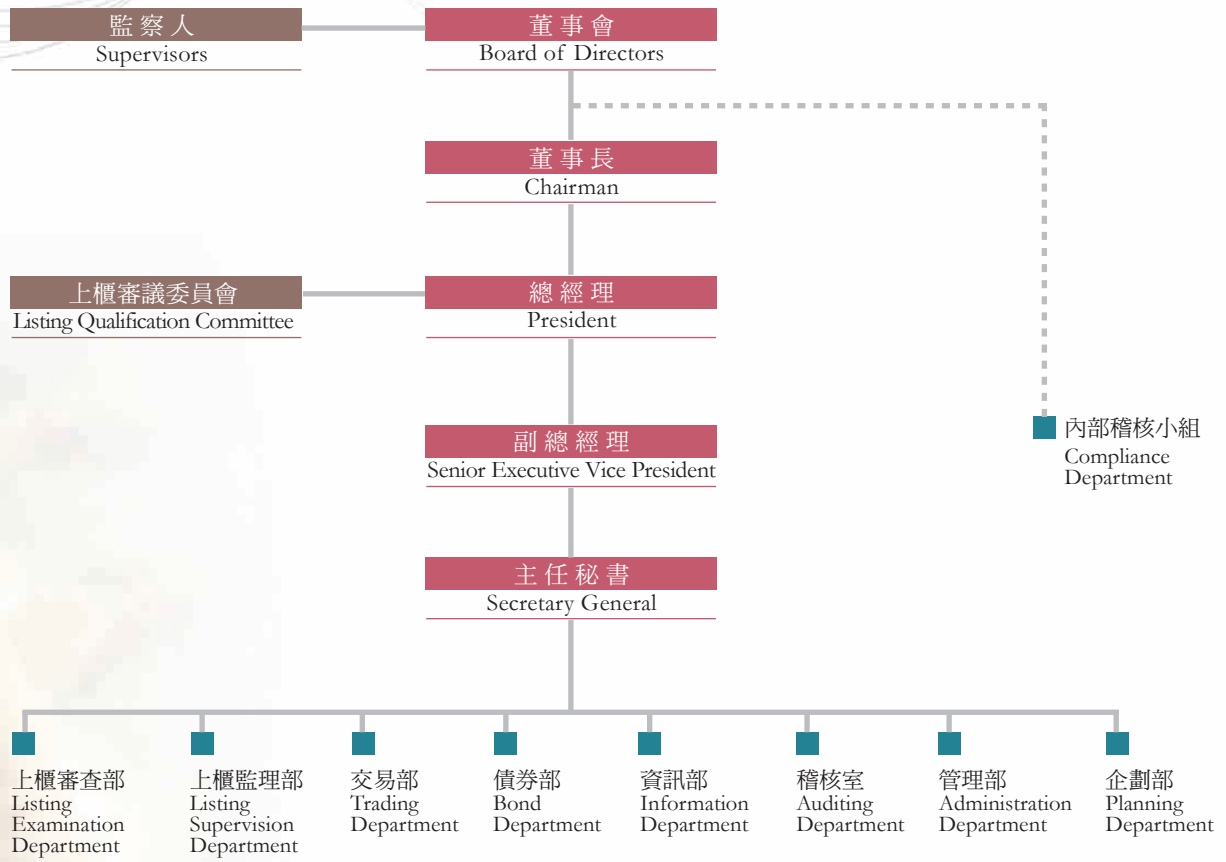 監察人
Supervisors
董事會
Board of Directors
董事長
Chairman
上櫃審議委員會
Listing Qualification Committee
總經理
President
副總經理
Senior Executive Vice President
內部稽核小組
Compliance
Department
主任秘書
Secretary General
上櫃審查部
Listing
Examination
Department
上櫃監理部
Listing
Supervision
Department
交易部
Trading
Department
債券部
Bond
Department
資訊部
Information
Department
稽核室
Auditing
Department
管理部
Administration
Department
企劃部
Planning
Department